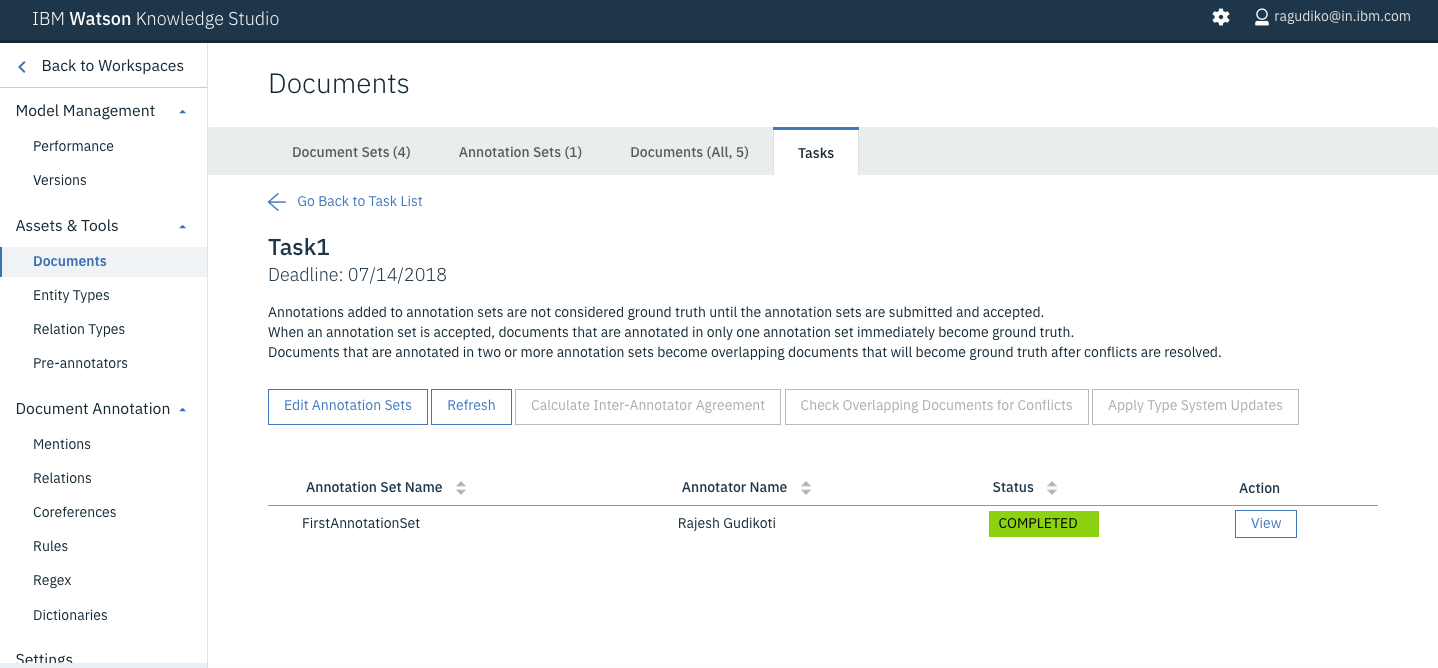 IBM Watson Knowledge Studio
ragudiko@in.ibm.com
Back to Workspaces
Model Management
Performance
Versions
Assets & Tools
Documents
Entity Types
Relation Types
Pre-annotators
Document Annotation
Mentions
Relations
Coreferences
Rules
Regex
Dictionaries
Settings
Documents
Document Sets (4) Annotation Sets (1) Documents (All, 5) Tasks
Go Back to Task List
Task1
Deadline: 07/14/2018
Annotations added to annotation sets are not considered ground truth until the annotation sets are submitted and accepted.
When an annotation set is accepted, documents that are annotated in only one annotation set immediately become ground truth.
Documents that are annotated in two or more annotation sets become overlapping documents that will become ground truth after conflicts are resolved.
Edit Annotation Sets Refresh Calculate Inter-Annotator Agreement Check Overlapping Documents for Conflicts Apply Type System Updates
Annotation Set Name Annotator Name Status Action
FirstAnnotationSet Rajesh Gudikoti COMPLETED View